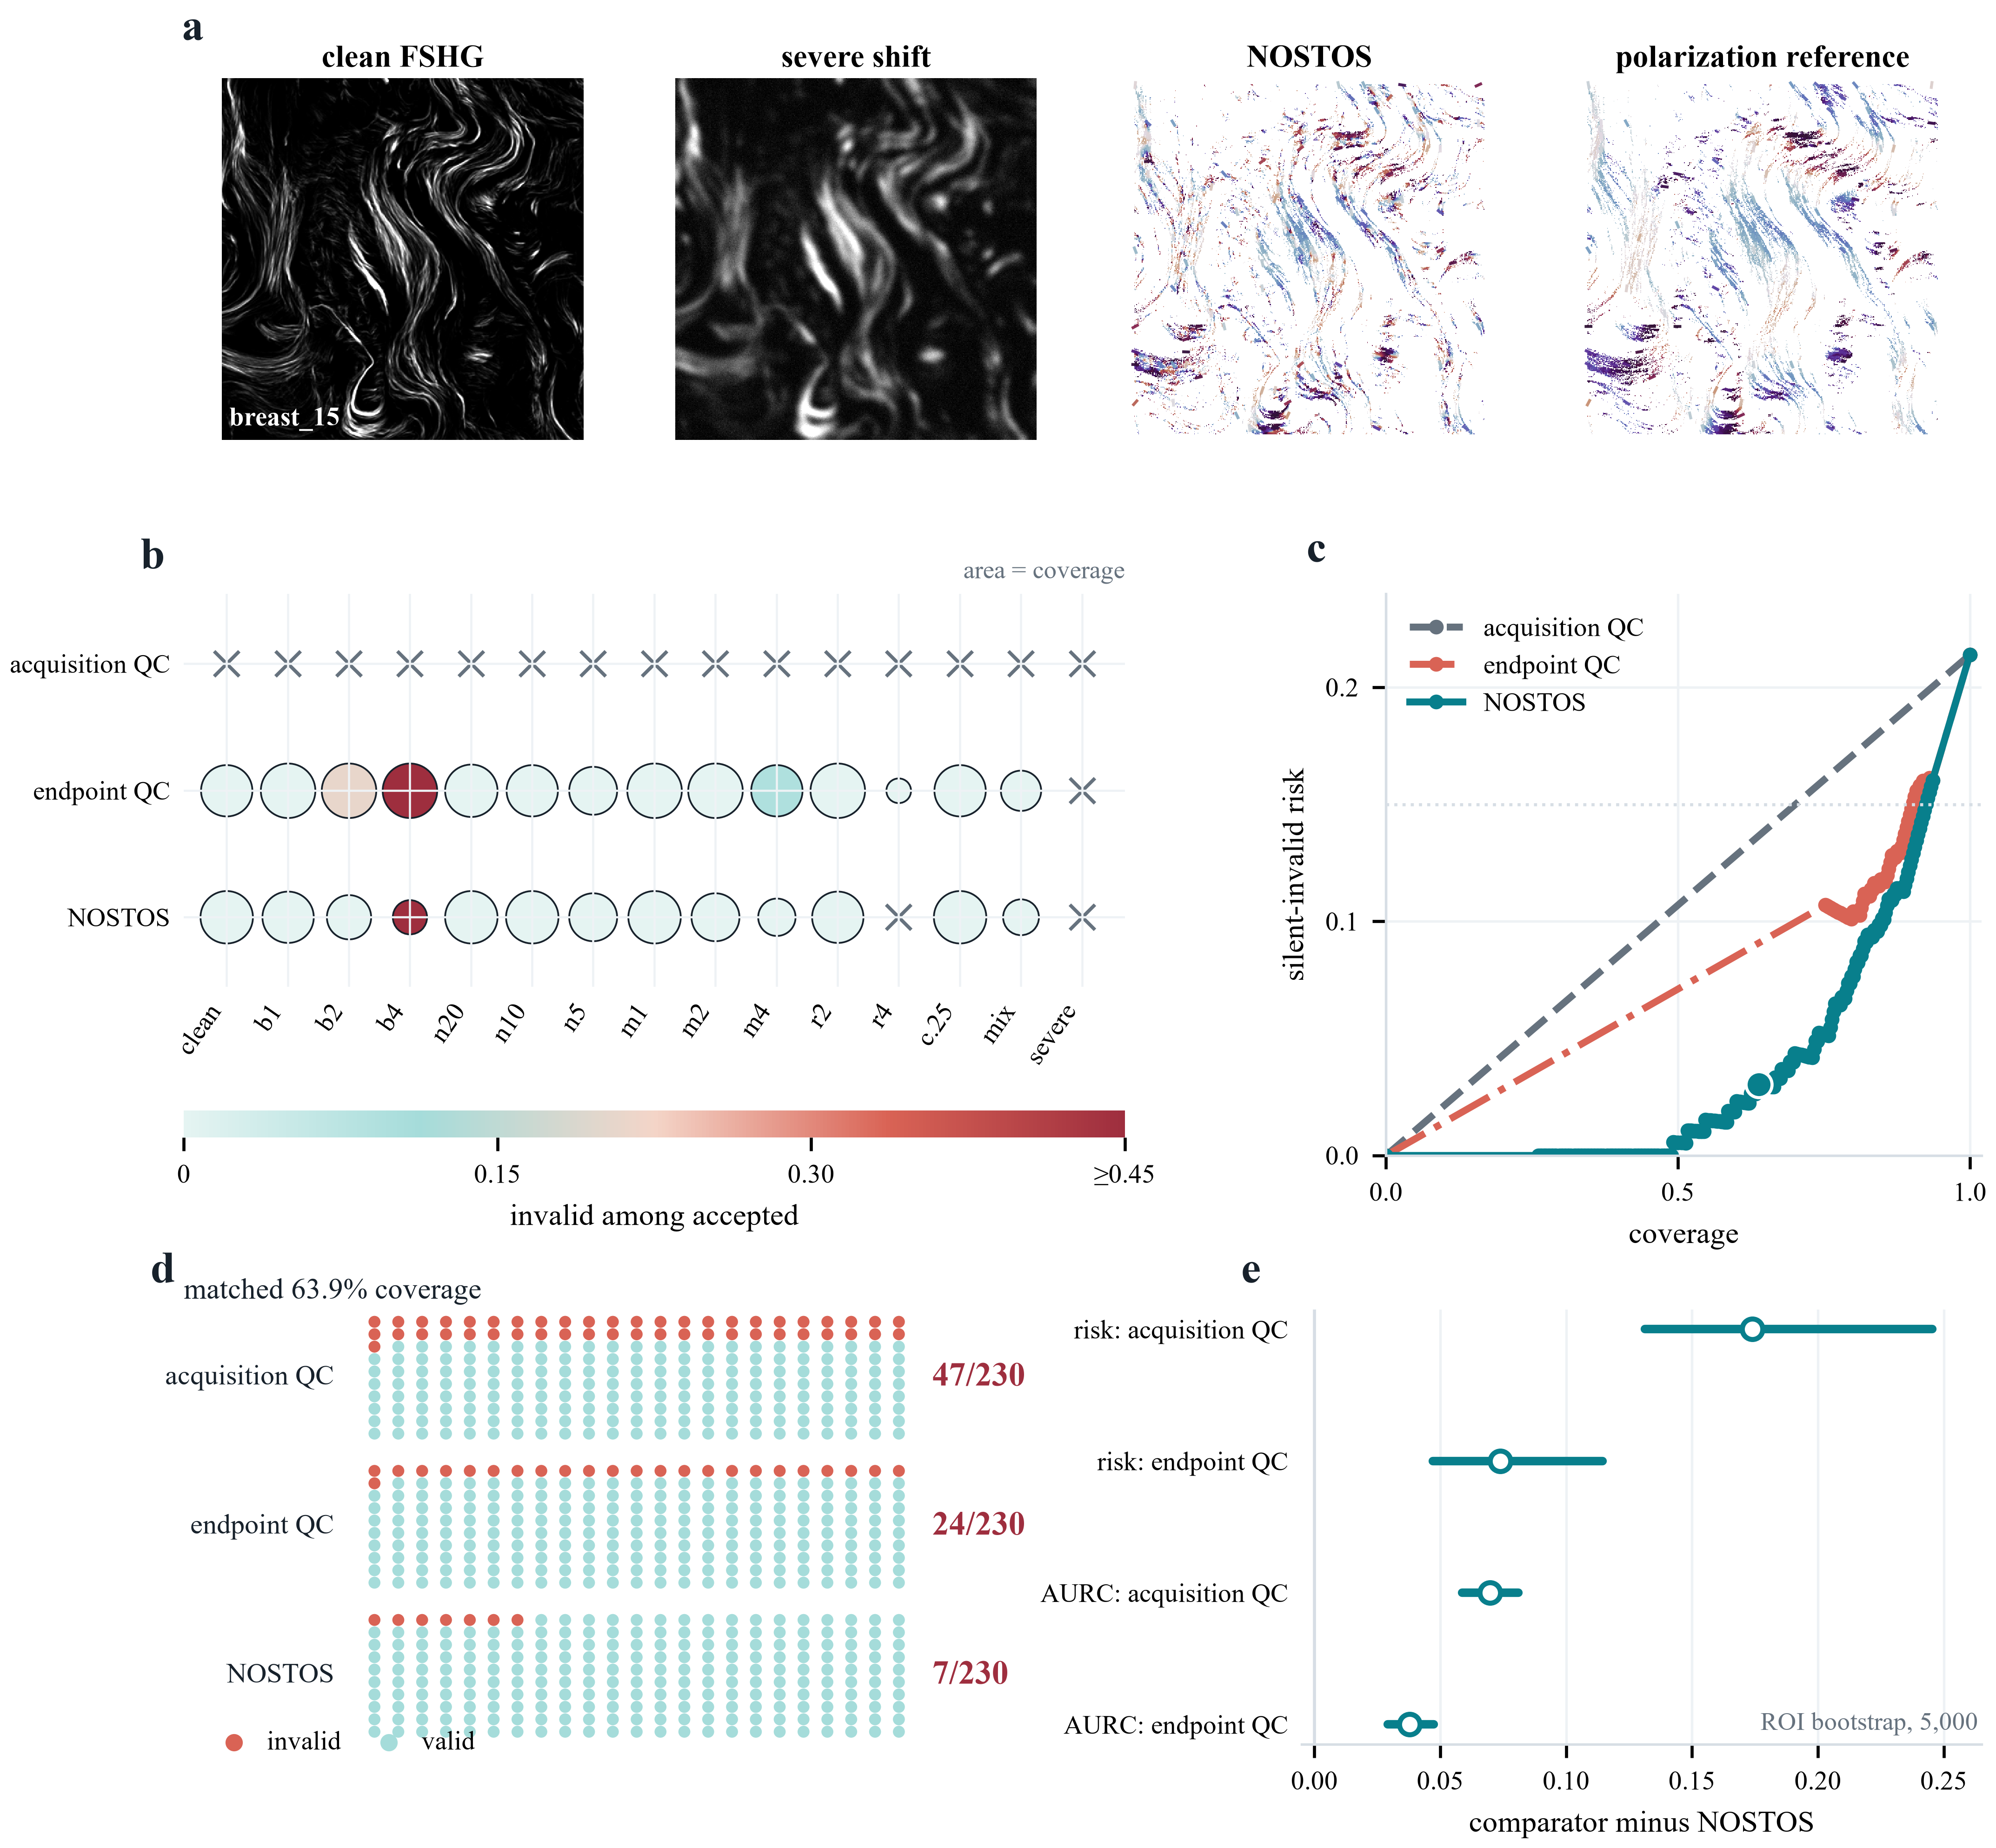 a
clean FSHG
severe shift
NOSTOS
polarization reference
breast_15
b
area = coverage
acquisition QC
endpoint QC
NOSTOS
clean
b1
b2
b4
n20
n10
n5
m1
m2
m4
r2
r4
c.25
mix
severe
0
0.15
0.30
≥0.45
invalid among accepted
c
acquisition QC
endpoint QC
NOSTOS
silent-invalid risk
0.2
0.1
0.0
0.0
0.5
1.0
coverage
d
matched 63.9% coverage
acquisition QC
47/230
endpoint QC
24/230
NOSTOS
7/230
invalid
valid
e
risk: acquisition QC
risk: endpoint QC
AURC: acquisition QC
AURC: endpoint QC
ROI bootstrap, 5,000
0.00
0.05
0.10
0.15
0.20
0.25
comparator minus NOSTOS